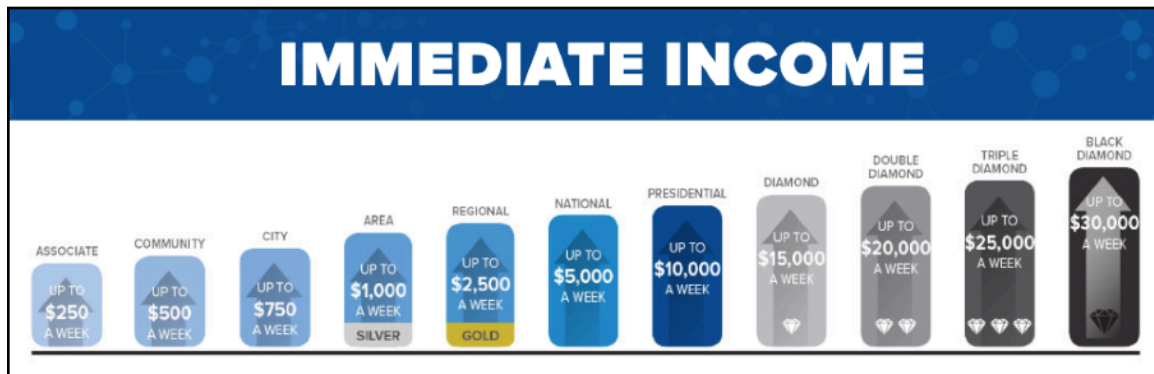 IMMEDIATE INCOME
ASSOCIATE
UP TO
$250
A WEEK
COMMUNITY
UP TO
$500
A WEEK
CITY
UP TO
$750
A WEEK
AREA
UP TO
$1,000
A WEEK
SILVER
REGIONAL
UP TO
$2,500
A WEEK
GOLD
NATIONAL
UP TO
$5,000
A WEEK
PRESIDENTIAL
UP TO
$10,000
A WEEK
DIAMOND
UP TO
$15,000
A WEEK
DOUBLE
DIAMOND
UP TO
$20,000
A WEEK
TRIPLE
DIAMOND
UP TO
$25,000
A WEEK
BLACK
DIAMOND
UP TO
$30,000
A WEEK